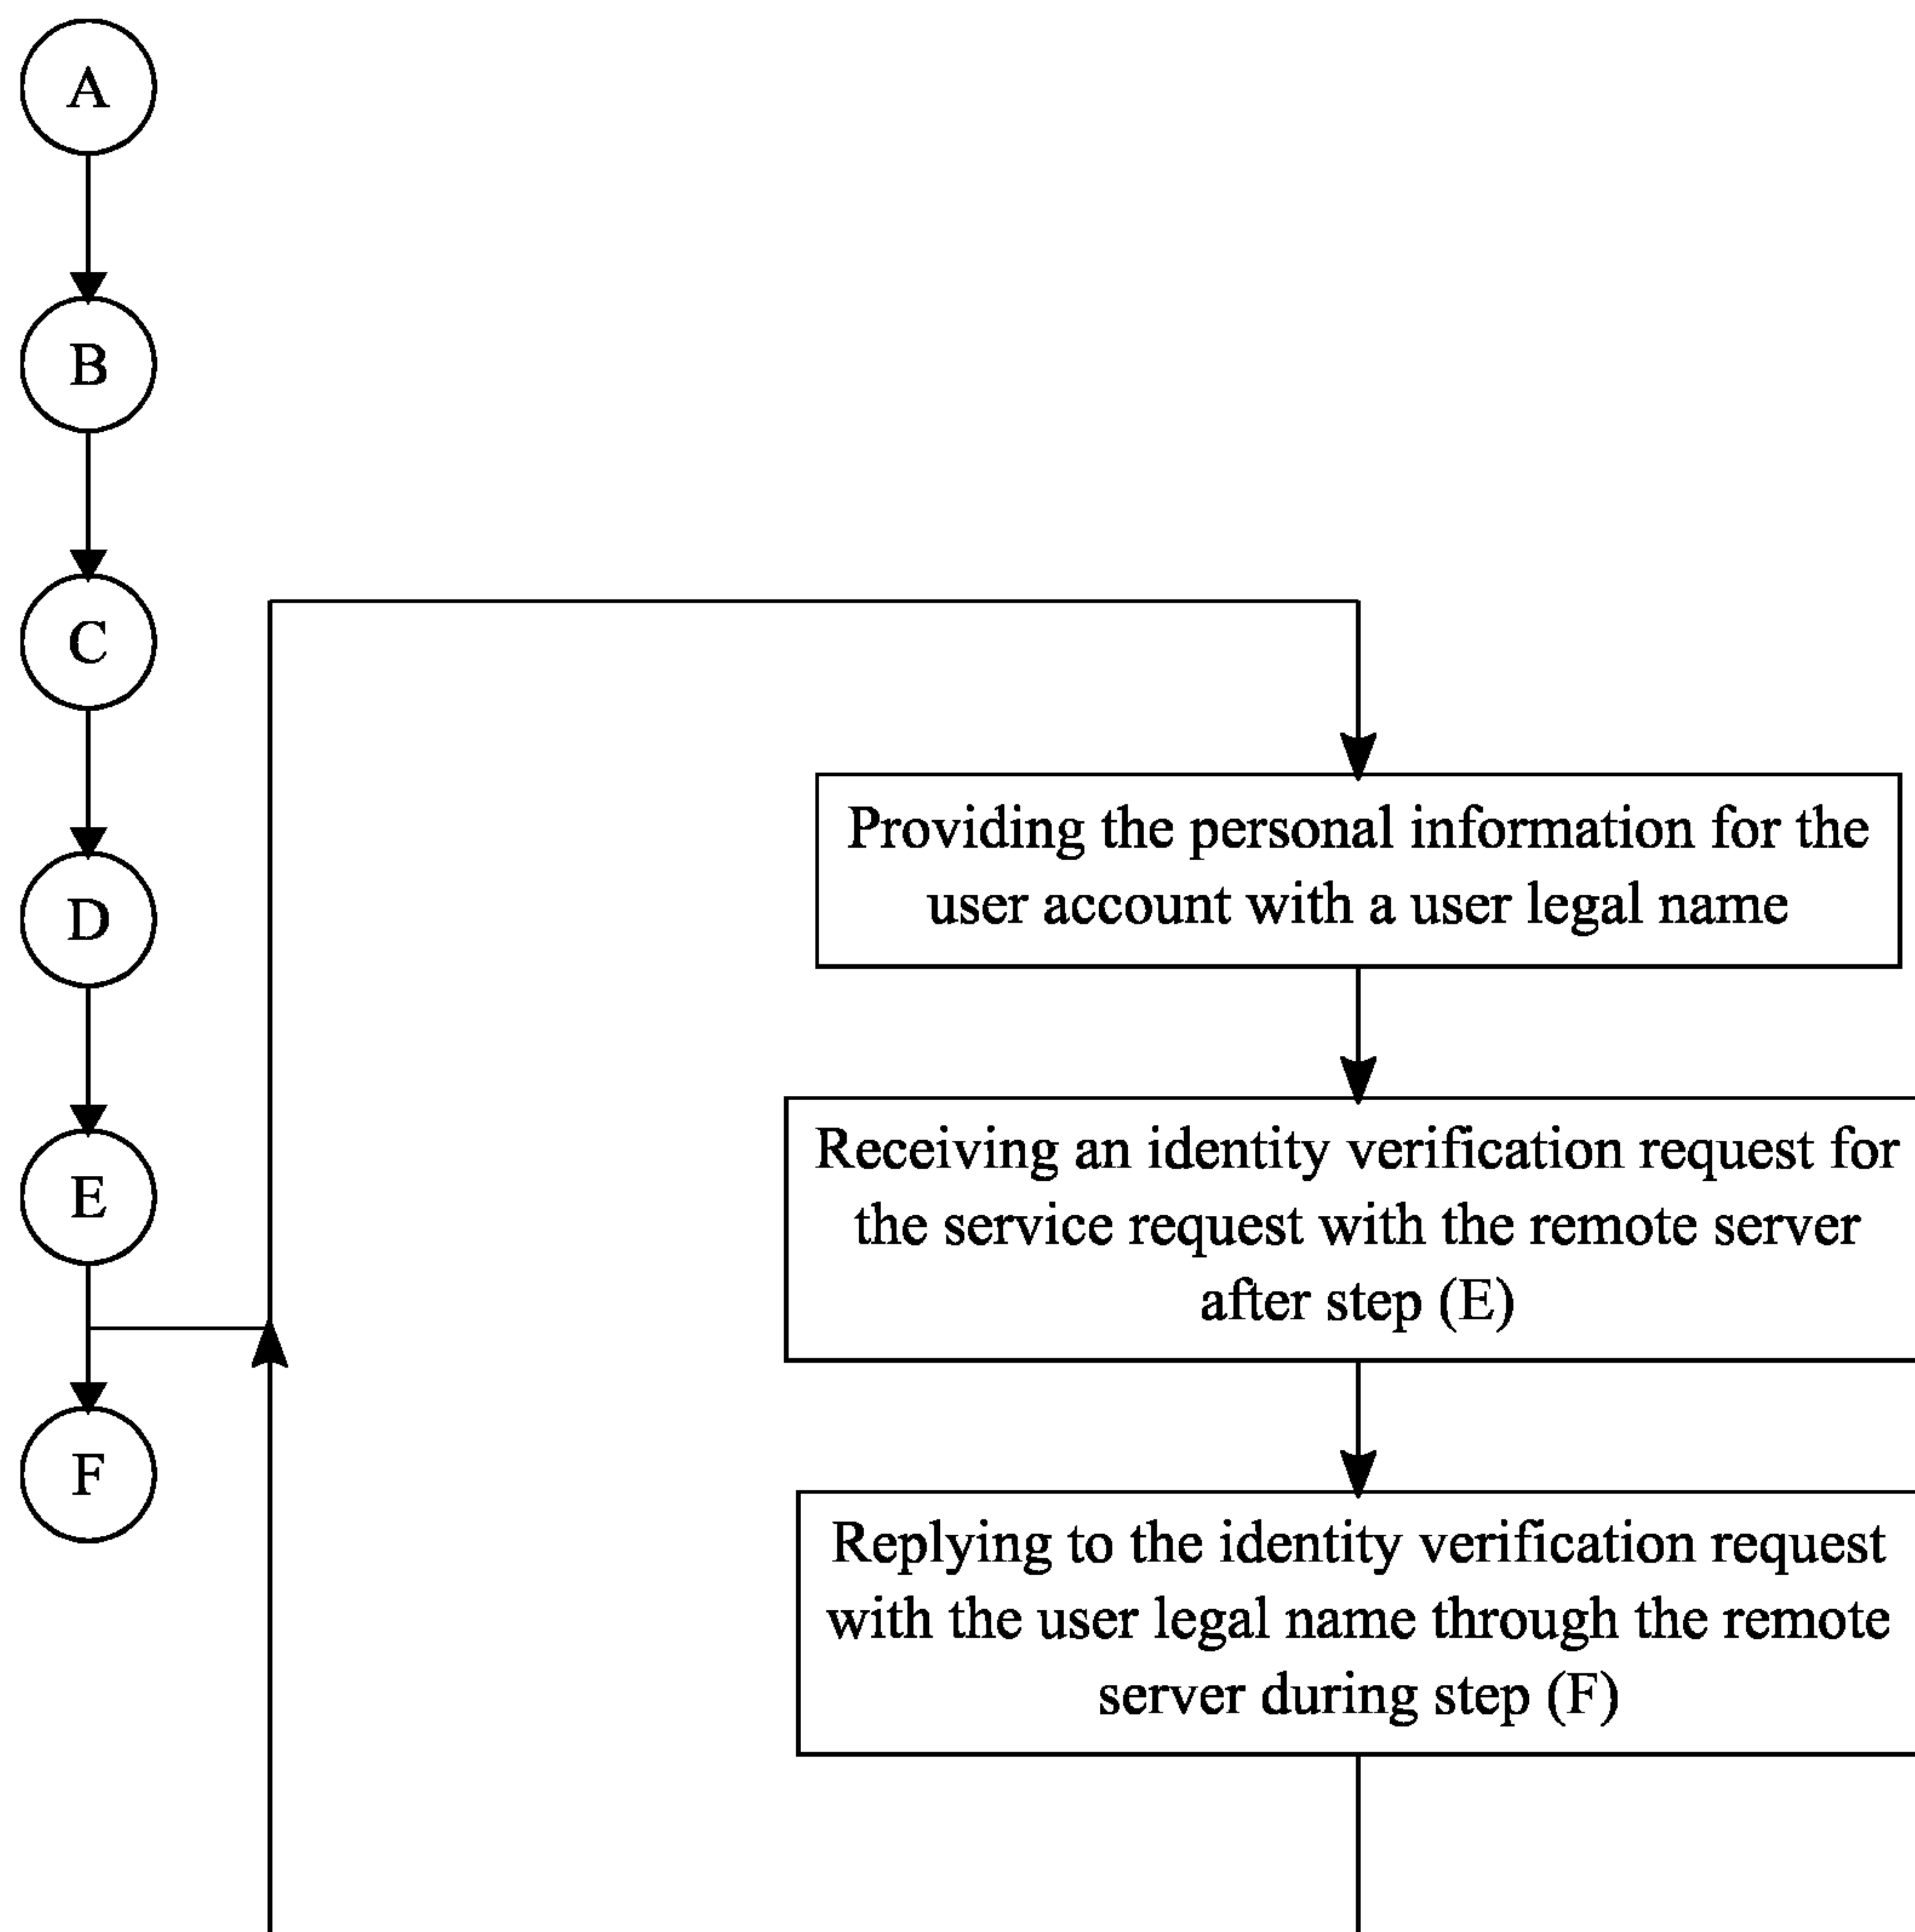 A
B
C
D
E
F
Providing the personal information for the
user account with a user legal name
Receiving an identity verification request for
the service request with the remote server
after step (E)
Replying to the identity verification request
with the user legal name through the remote
server during step (F)